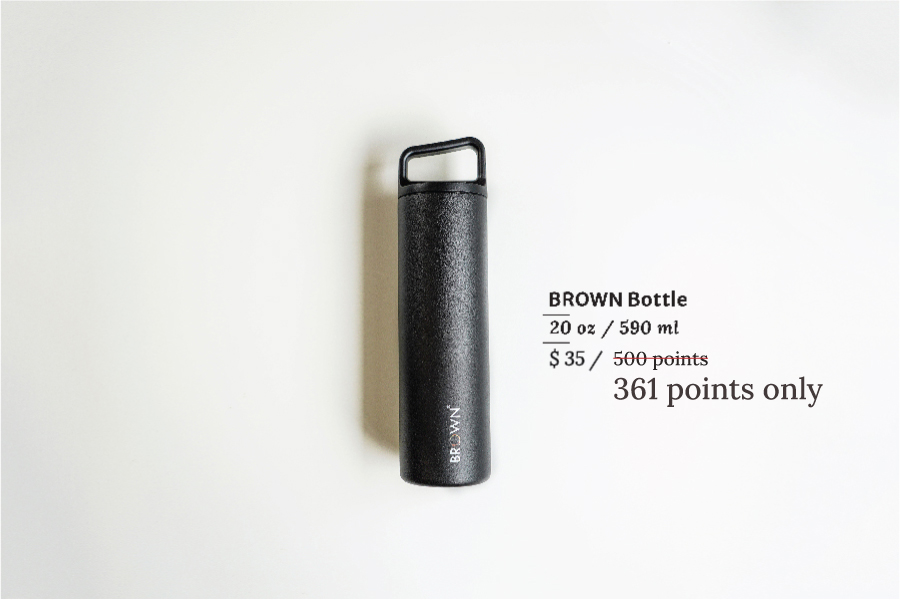 BROWN Bottle
20 oz / 590 ml
$ 35 / 500 points
361 points only
BROWN